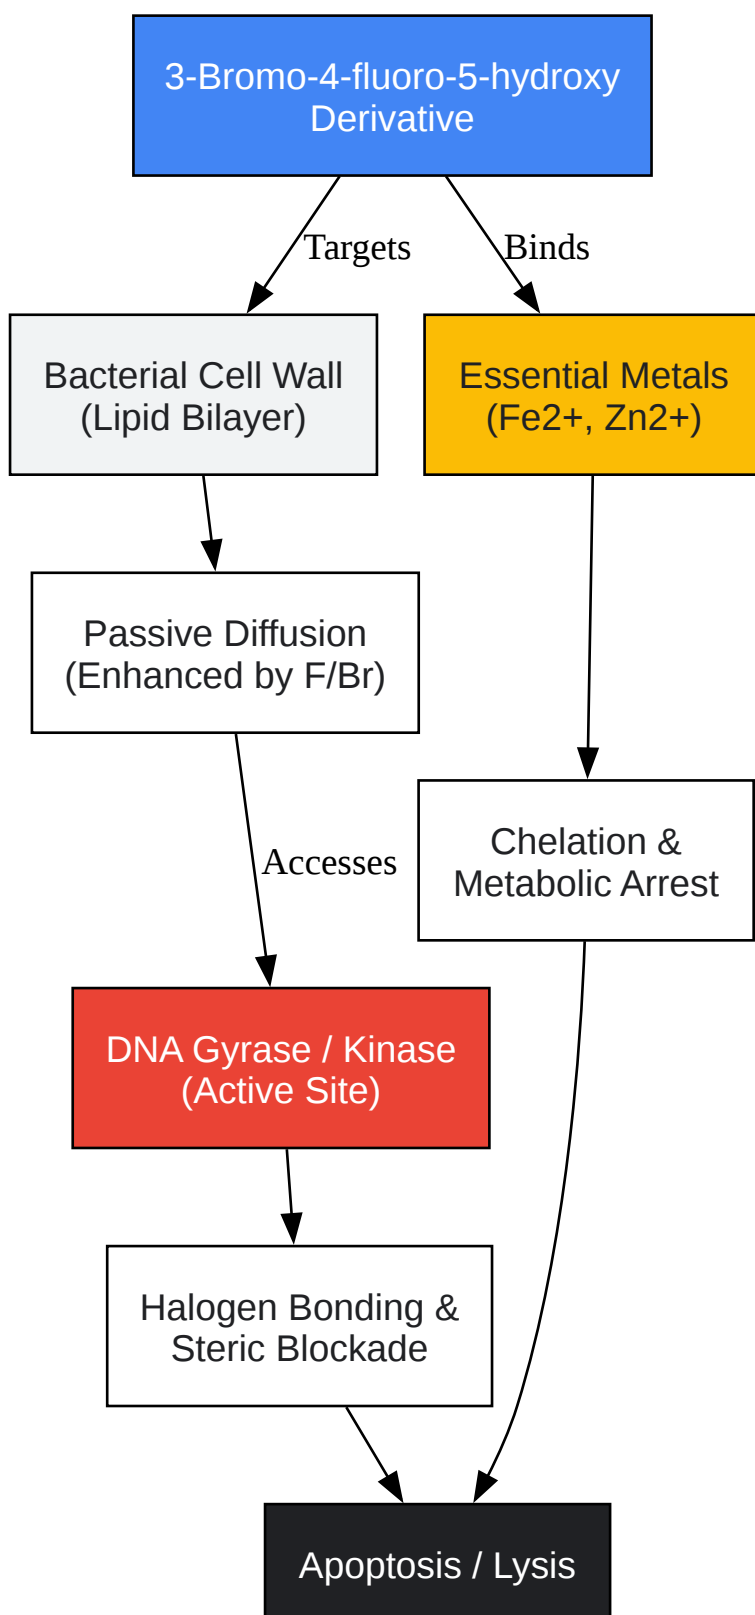 3-Bromo-4-fluoro-5-hydroxy
Derivative
Targets
Binds
Bacterial Cell Wall
(Lipid Bilayer)
Essential Metals
(Fe2+, Zn2+)
Passive Diffusion
(Enhanced by F/Br)
Chelation &
Metabolic Arrest
Accesses
DNA Gyrase / Kinase
(Active Site)
Halogen Bonding &
Steric Blockade
Apoptosis / Lysis